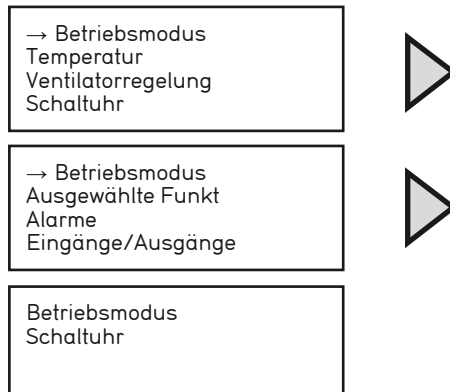 → Betriebsmodus
Temperatur
Ventilatorregelung
Schaltuhr
→ Betriebsmodus
Ausgewählte Funkt
Alarme
Eingänge/Ausgänge
Betriebsmodus
Schaltuhr